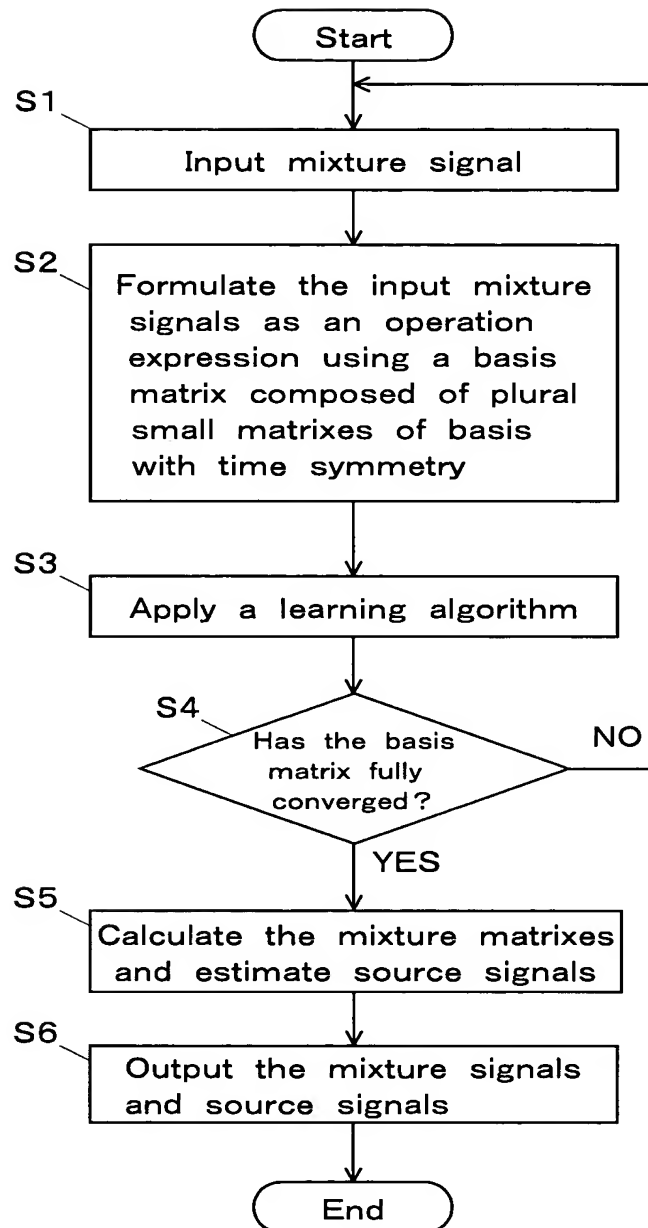 Start
S1
Input mixture signal
S2
Formulate the input mixture
signals as an operation
expression using a basis
matrix composed of plural
small matrixes of basis
with time symmetry
S3
Apply a learning algorithm
S4
Has the basis
matrix fully
converged?
NO
YES
S5
Calculate the mixture matrixes
and estimate source signals
S6
Output the mixture signals
and source signals
End